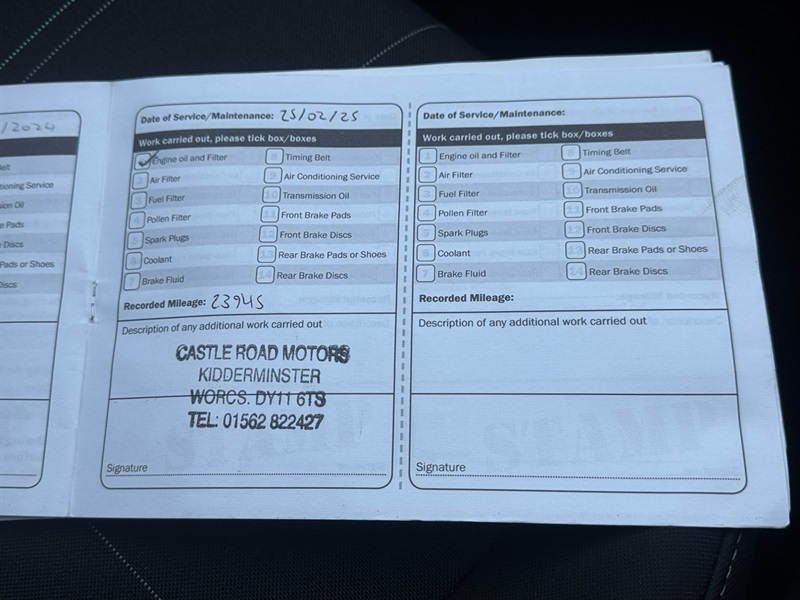 /2024
Belt
tioning Service
ion Oil
e Pads
e Discs
Pads or Shoes
Discs
Date of Service/Maintenance: 25/02/25
Work carried out, please tick box/boxes
1 Engine oil and Filter 8 Timing Belt
2 Air Filter 9 Air Conditioning Service
3 Fuel Filter 10 Transmission Oil
4 Pollen Filter 11 Front Brake Pads
5 Spark Plugs 12 Front Brake Discs
6 Coolant 13 Rear Brake Pads or Shoes
7 Brake Fluid 14 Rear Brake Discs
Recorded Mileage: 23945
Description of any additional work carried out
CASTLE ROAD MOTORS
KIDDERMINSTER
WORCS. DY11 6TS
TEL: 01562 822427
Signature
Date of Service/Maintenance:
Work carried out, please tick box/boxes
1 Engine oil and Filter 8 Timing Belt
2 Air Filter 9 Air Conditioning Service
3 Fuel Filter 10 Transmission Oil
4 Pollen Filter 11 Front Brake Pads
5 Spark Plugs 12 Front Brake Discs
6 Coolant 13 Rear Brake Pads or Shoes
7 Brake Fluid 14 Rear Brake Discs
Recorded Mileage:
Description of any additional work carried out
Signature